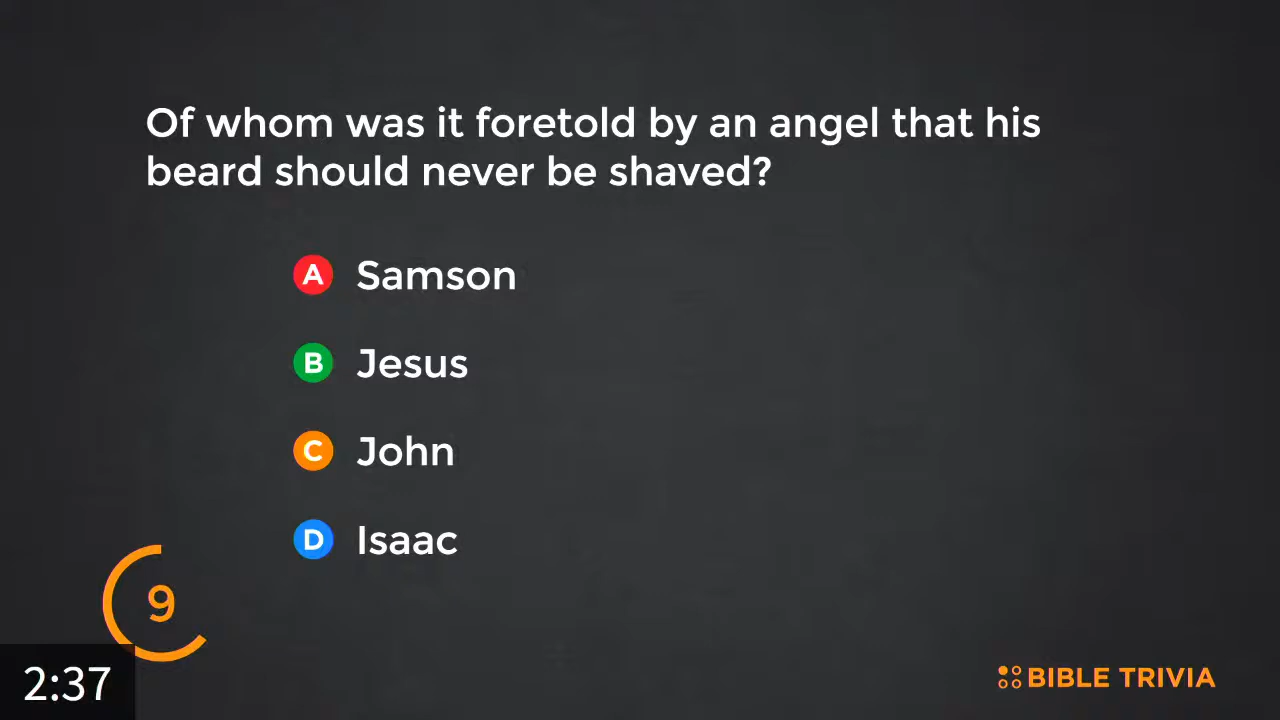 Of whom was it foretold by an angel that his
beard should never be shaved?
A Samson
B Jesus
C John
D Isaac
9
2:37
BIBLE TRIVIA